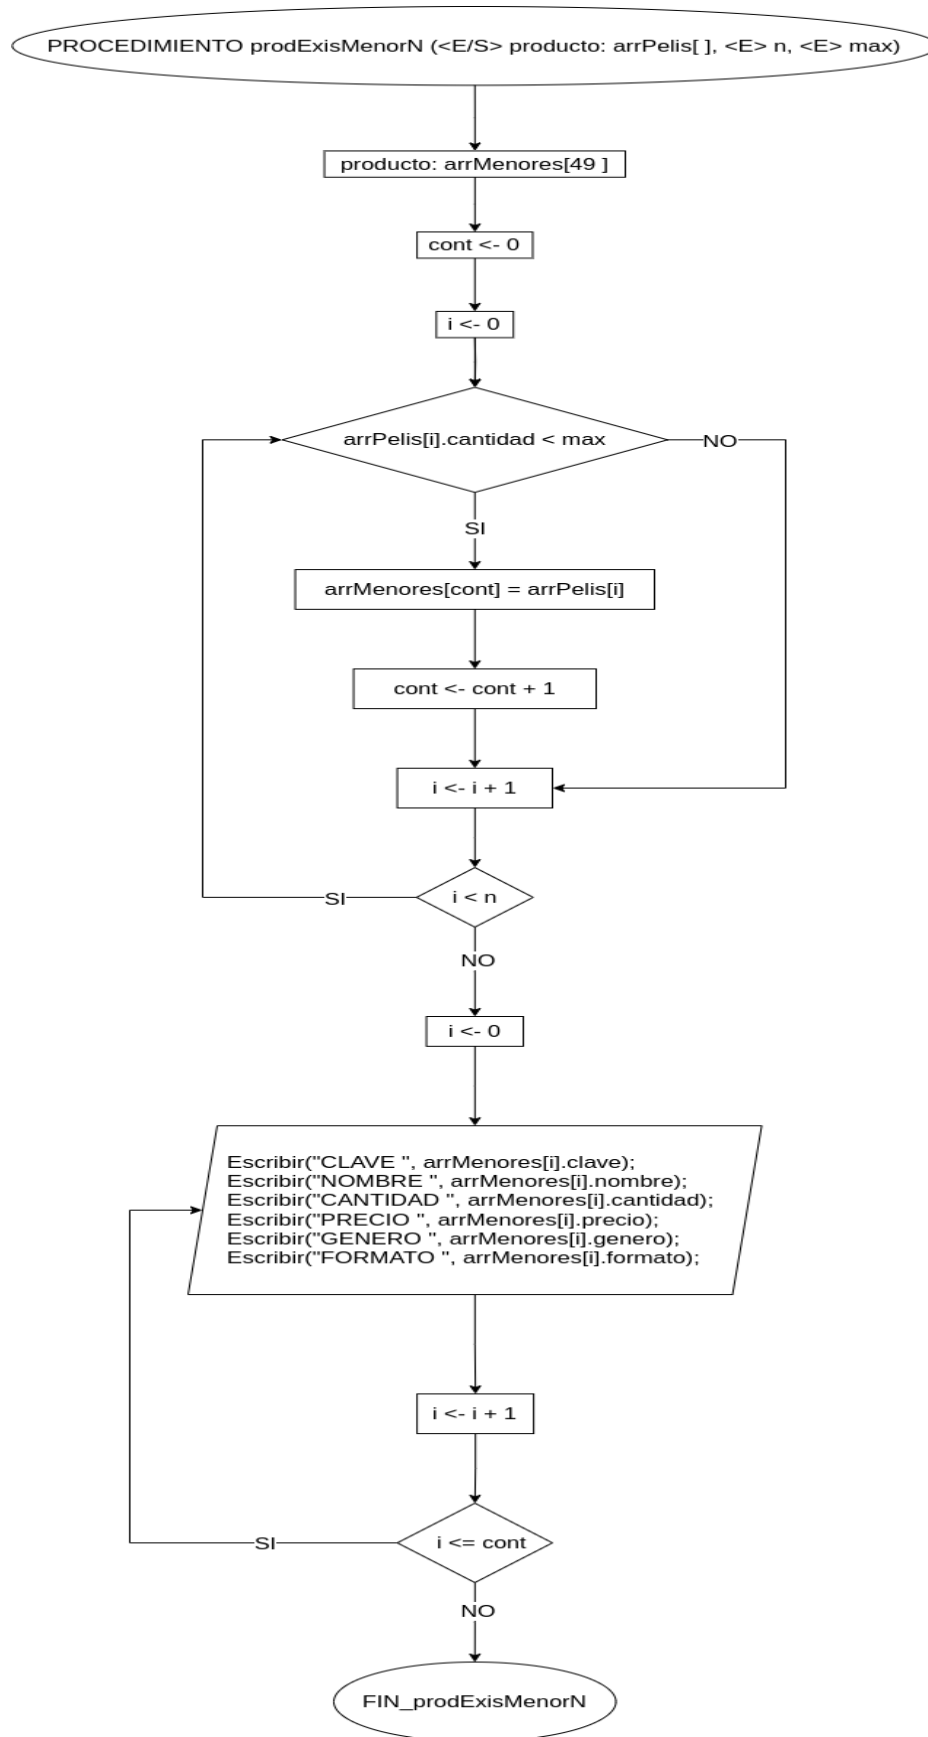 PROCEDIMIENTO prodExisMenorN (<E/S> producto: arrPelis[ ], <E> n, <E> max)
producto: arrMenores[49 ]
cont <- 0
i <- 0
arrPelis[i].cantidad < max
NO
SI
arrMenores[cont] = arrPelis[i]
cont <- cont + 1
i <- i + 1
i < n
SI
NO
i <- 0
Escribir("CLAVE ", arrMenores[i].clave);
Escribir("NOMBRE ", arrMenores[i].nombre);
Escribir("CANTIDAD ", arrMenores[i].cantidad);
Escribir("PRECIO ", arrMenores[i].precio);
Escribir("GENERO ", arrMenores[i].genero);
Escribir("FORMATO ", arrMenores[i].formato);
i <- i + 1
i <= cont
SI
NO
FIN_prodExisMenorN